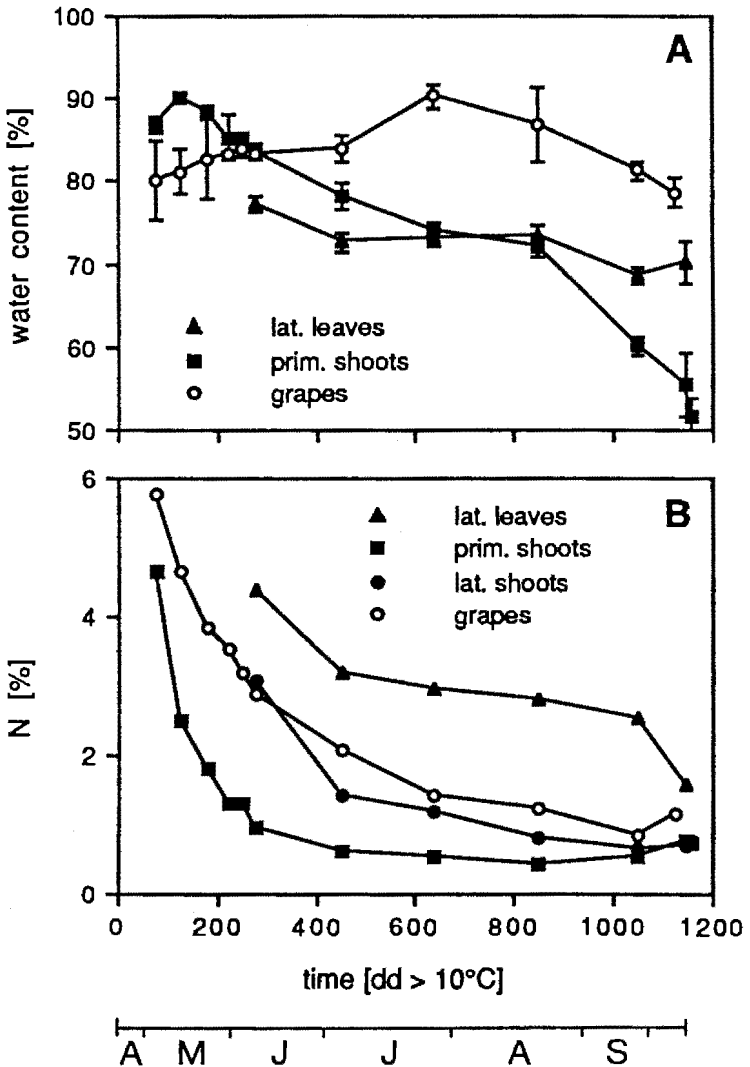 100
90
80
70
60
50
water content [%]
A
lat. leaves
prim. shoots
grapes
6
4
2
0
N [%]
B
lat. leaves
prim. shoots
lat. shoots
grapes
0 200 400 600 800 1000 1200
time [dd > 10°C]
A M J J A S